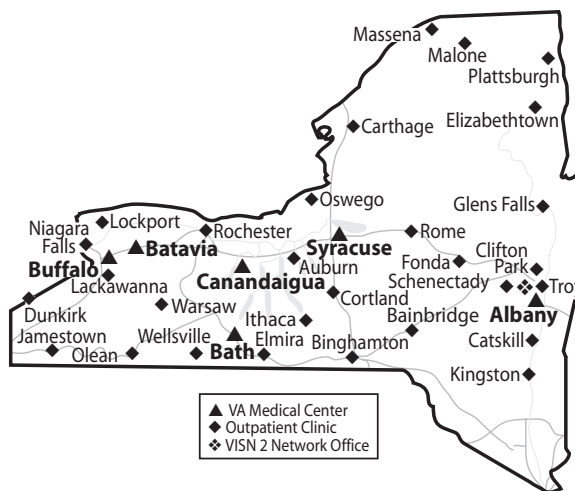 Massena
Malone
Plattsburgh
Elizabethtown
Carthage
Oswego
Glens Falls
Niagara
Falls
Lockport
Rochester
Syracuse
Rome
Batavia
Buffalo
Lackawanna
Canandaigua
Auburn
Fonda
Clifton
Park
Schenectady
Troy
Albany
Dunkirk
Warsaw
Cortland
Bainbridge
Jamestown
Olean
Wellsville
Bath
Ithaca
Elmira
Binghamton
Catskill
Kingston
VA Medical Center
Outpatient Clinic
VISN 2 Network Office